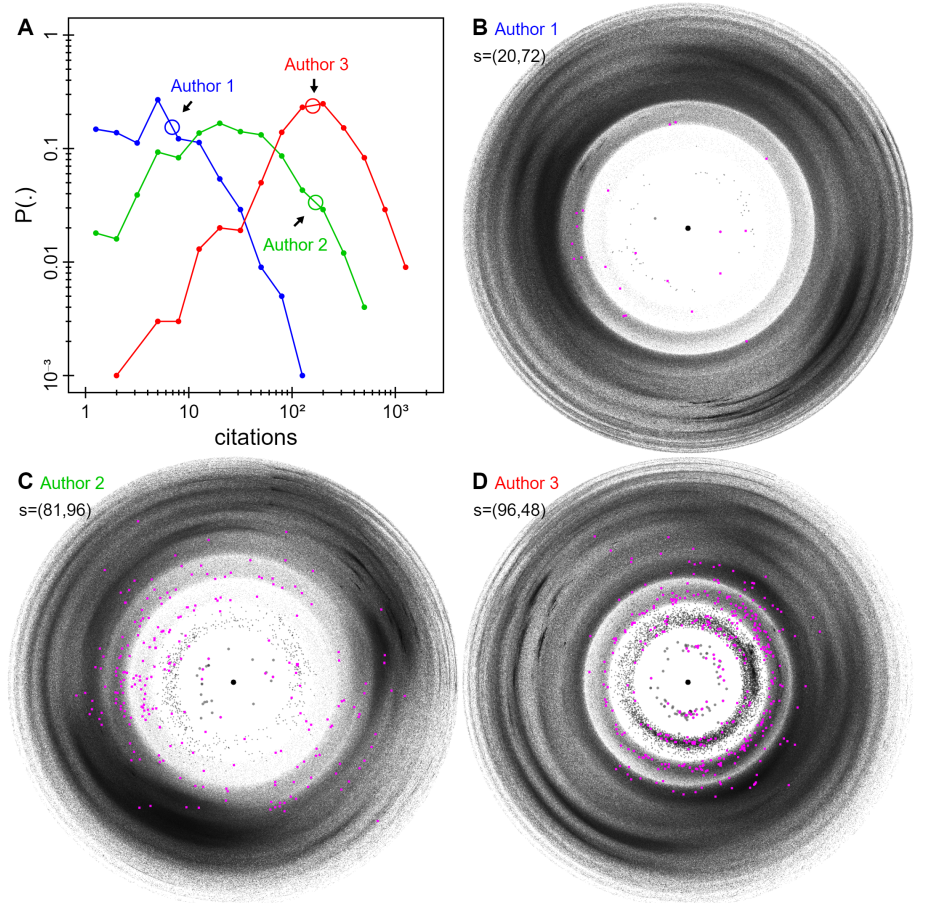 A
1
0.1
0.01
10⁻³
P(.)
Author 1
Author 3
Author 2
1
10
10²
10³
citations
B Author 1
s=(20,72)
C Author 2
s=(81,96)
D Author 3
s=(96,48)